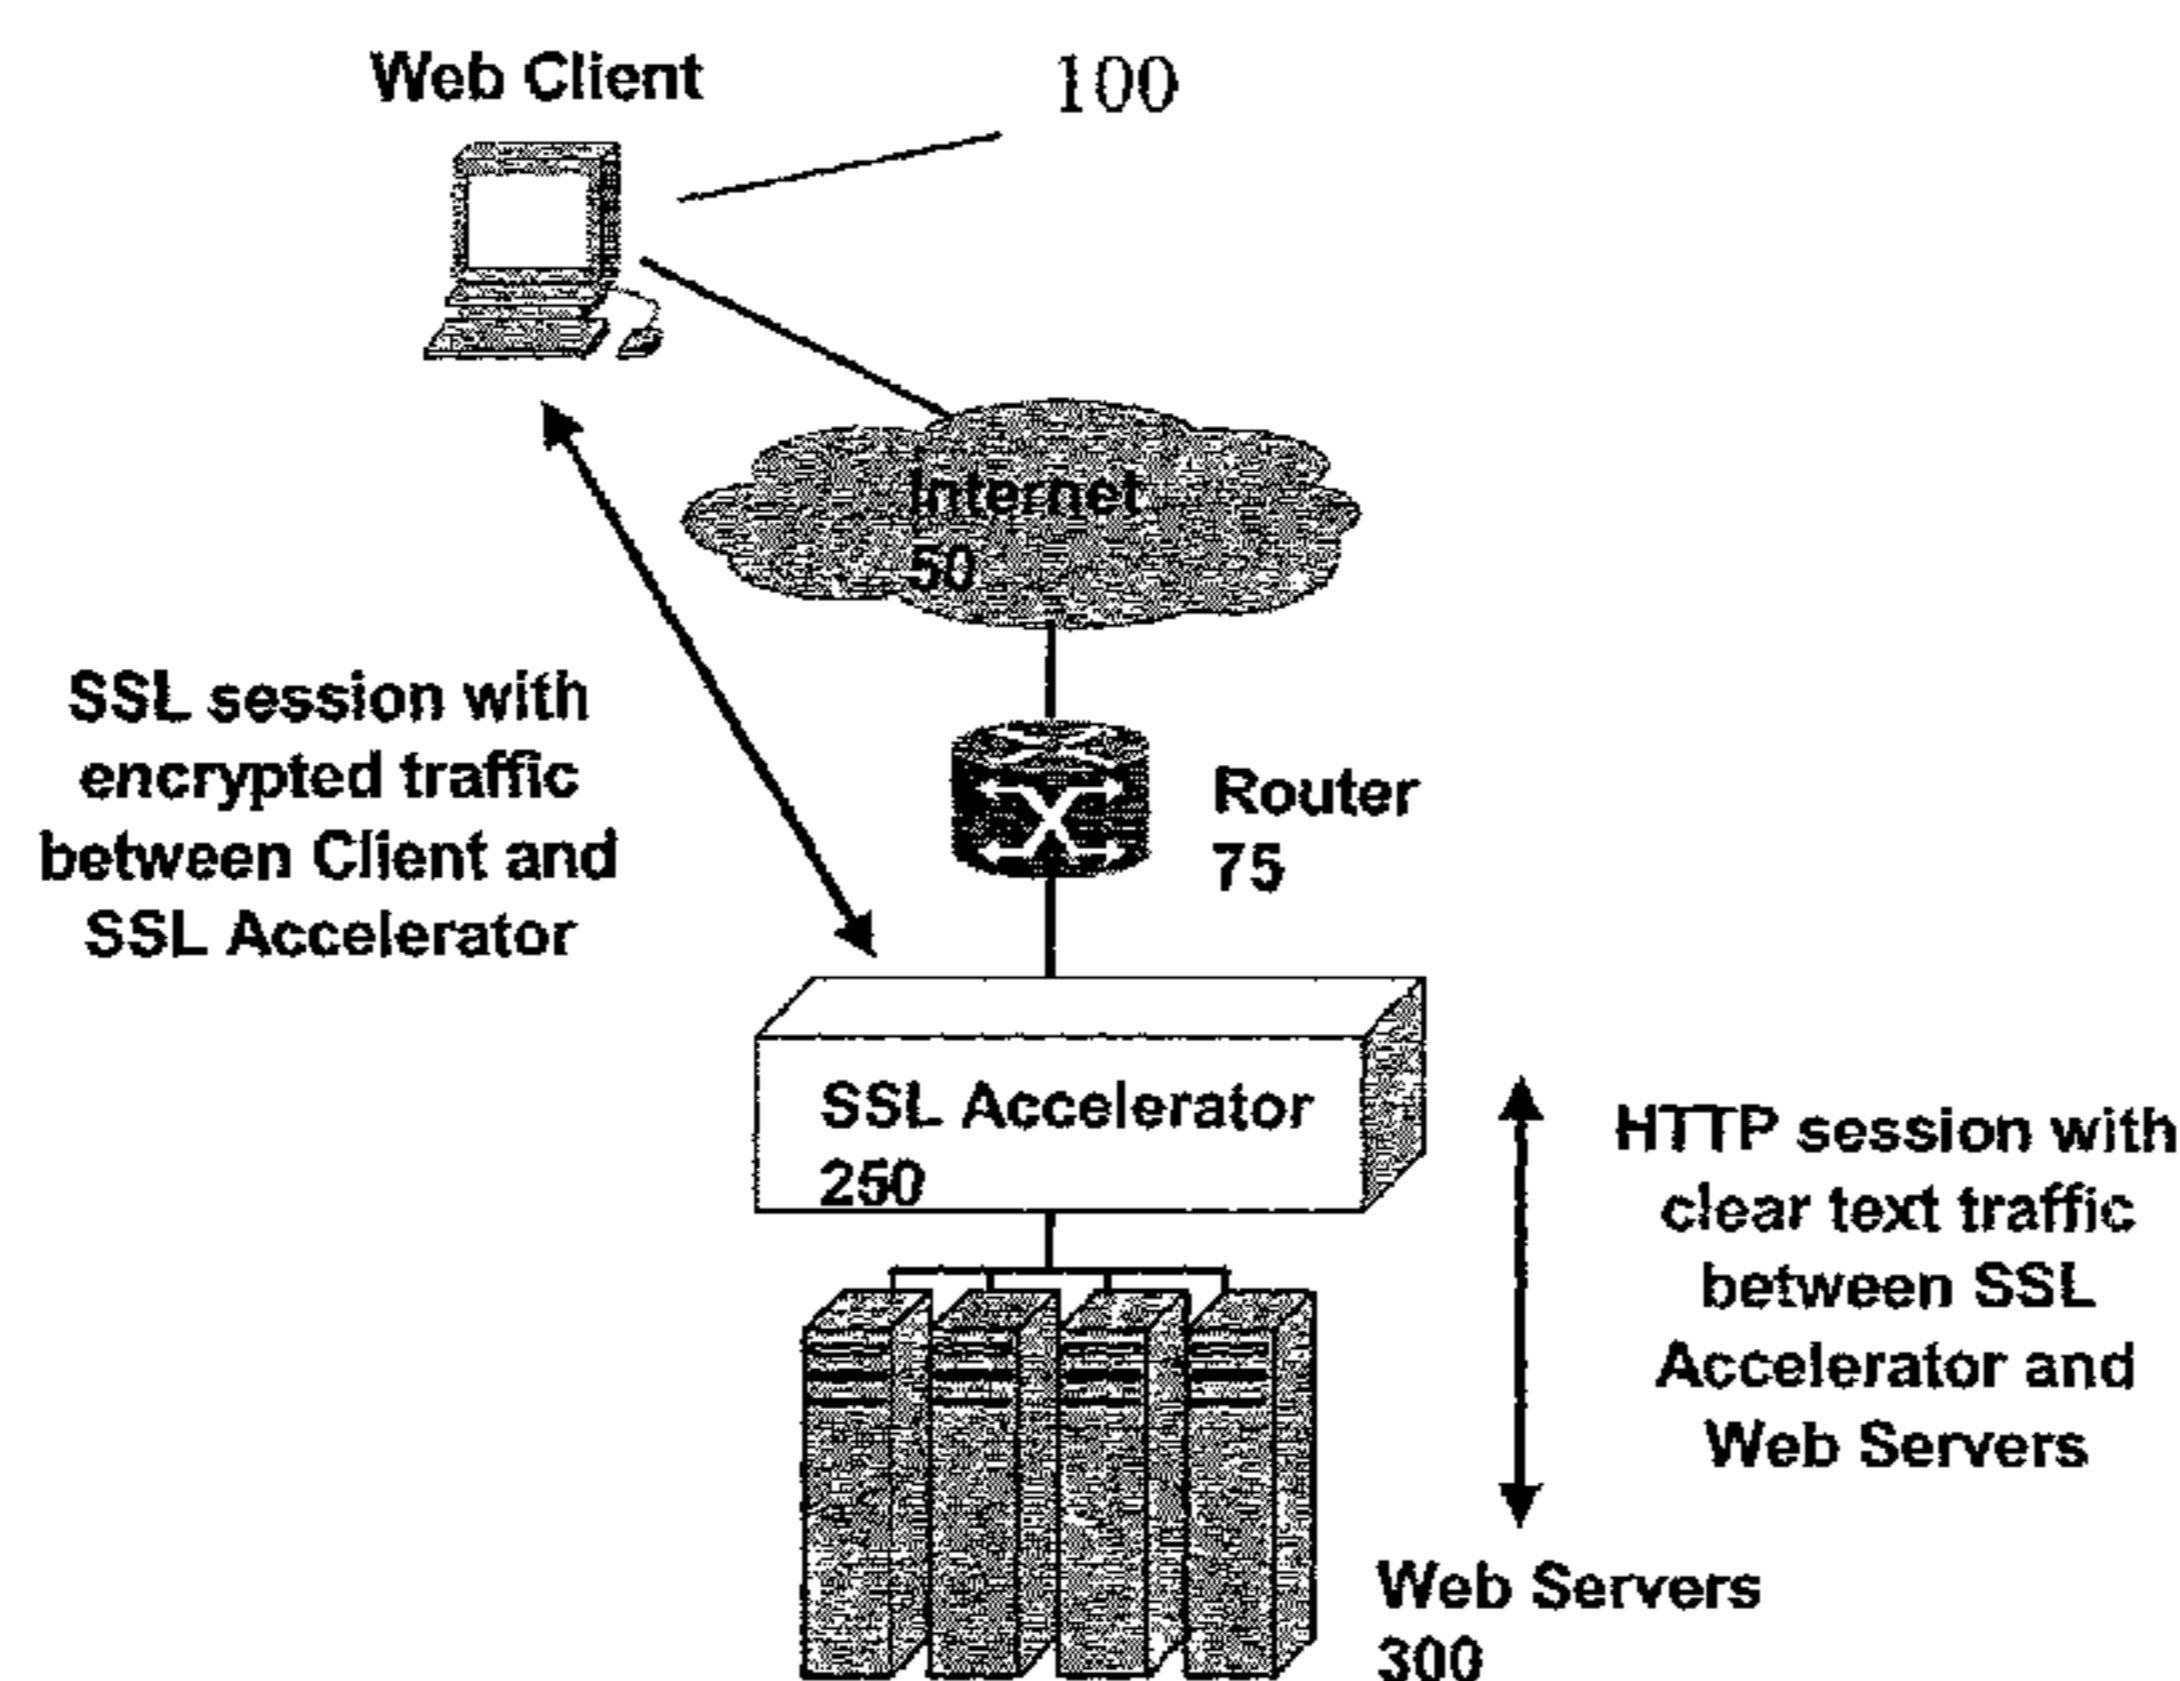 Web Client
100
Internet
50
SSL session with
encrypted traffic
between Client and
SSL Accelerator
Router
75
SSL Accelerator
250
HTTP session with
clear text traffic
between SSL
Accelerator and
Web Servers
Web Servers
300